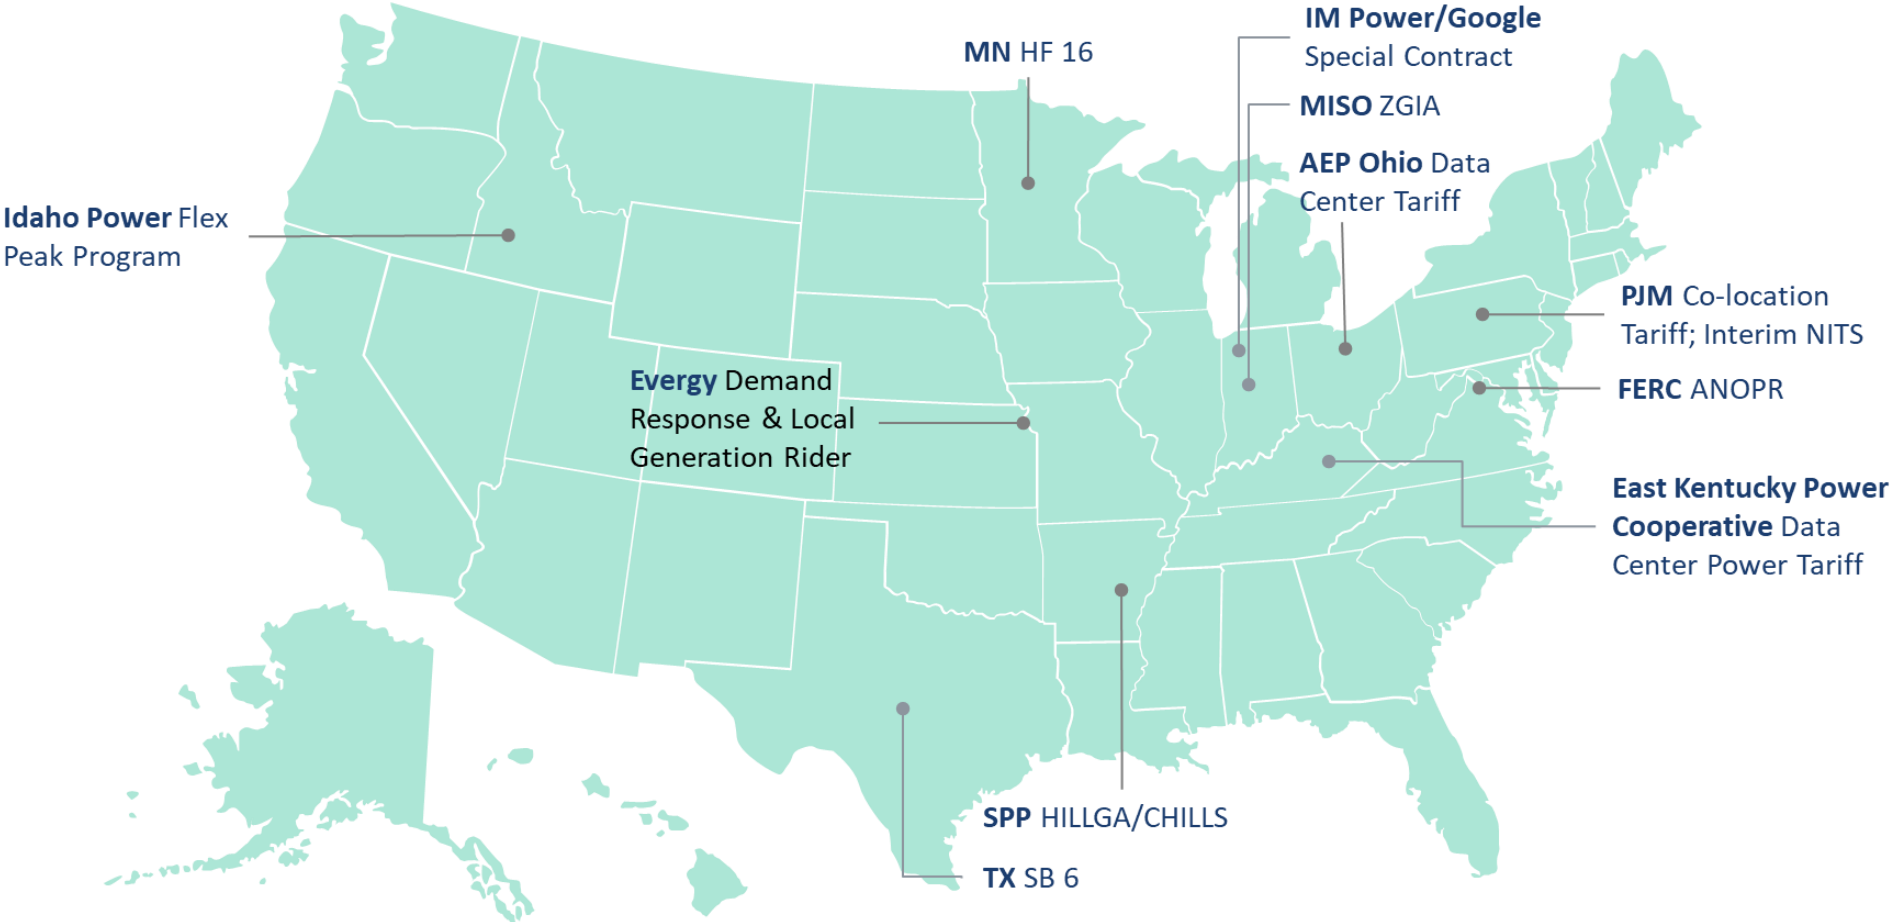 IM Power/Google
Special Contract
MN HF 16
MISO ZGIA
AEP Ohio Data
Center Tariff
Idaho Power Flex
Peak Program
PJM Co-location
Tariff; Interim NITS
FERC ANOPR
Evergy Demand
Response & Local
Generation Rider
East Kentucky Power
Cooperative Data
Center Power Tariff
SPP HILLGA/CHILLS
TX SB 6